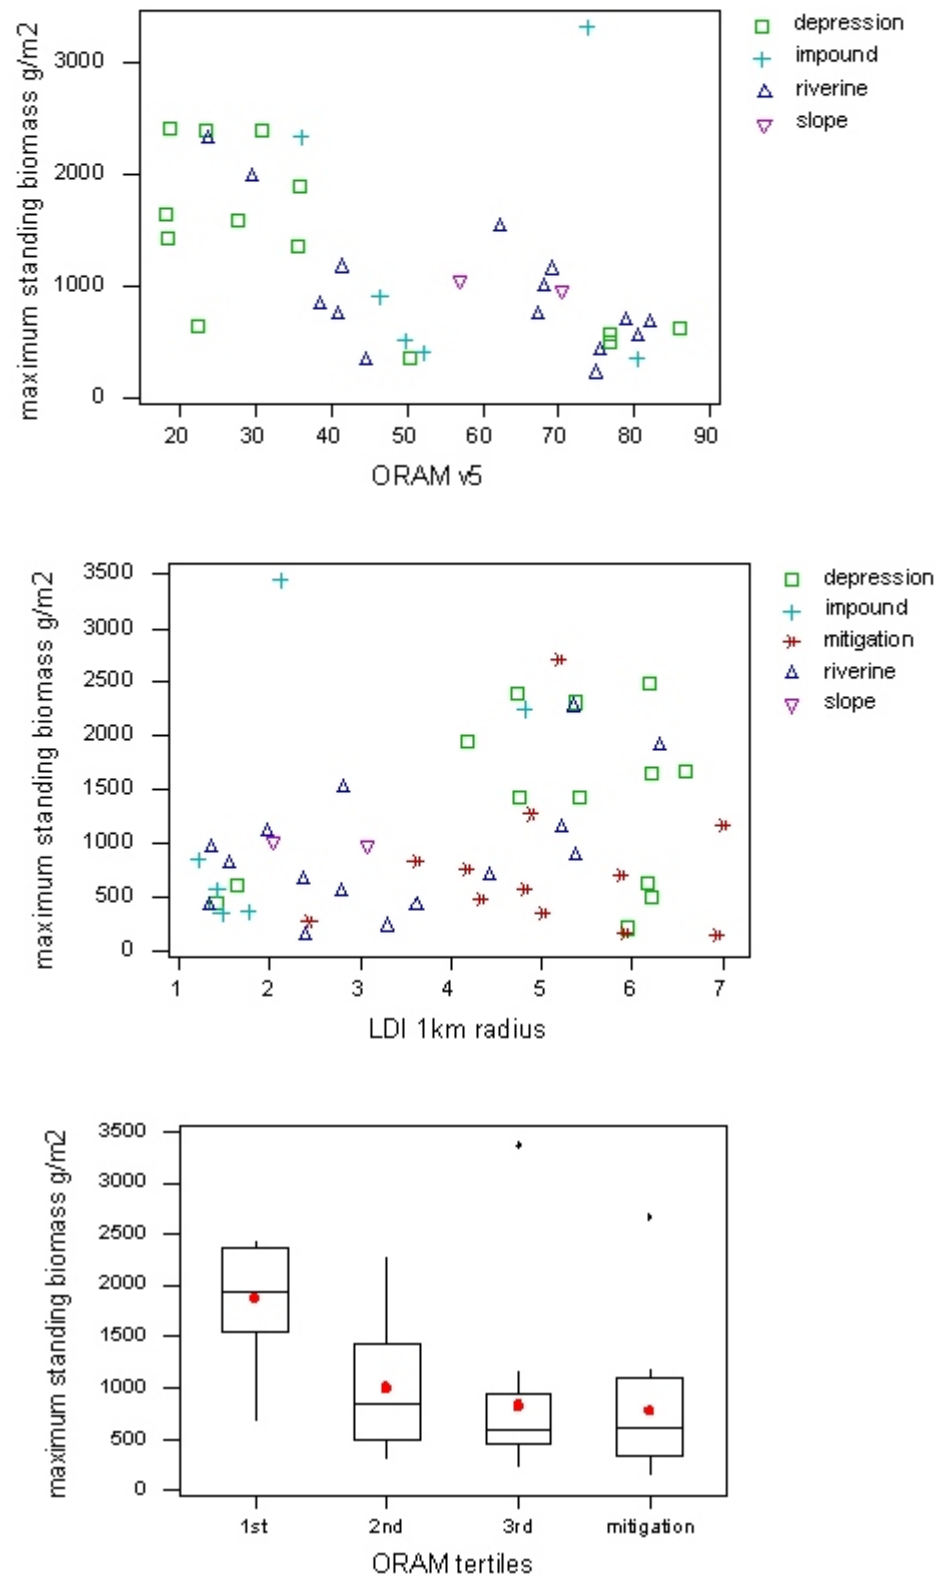 maximum standing biomass g/m2
3000
2000
1000
0
20 30 40 50 60 70 80 90
ORAM v5
depression
impound
riverine
slope
maximum standing biomass g/m2
3500
3000
2500
2000
1500
1000
500
0
1 2 3 4 5 6 7
LDI 1km radius
depression
impound
mitigation
riverine
slope
maximum standing biomass g/m2
3500
3000
2500
2000
1500
1000
500
0
1st 2nd 3rd mitigation
ORAM tertiles